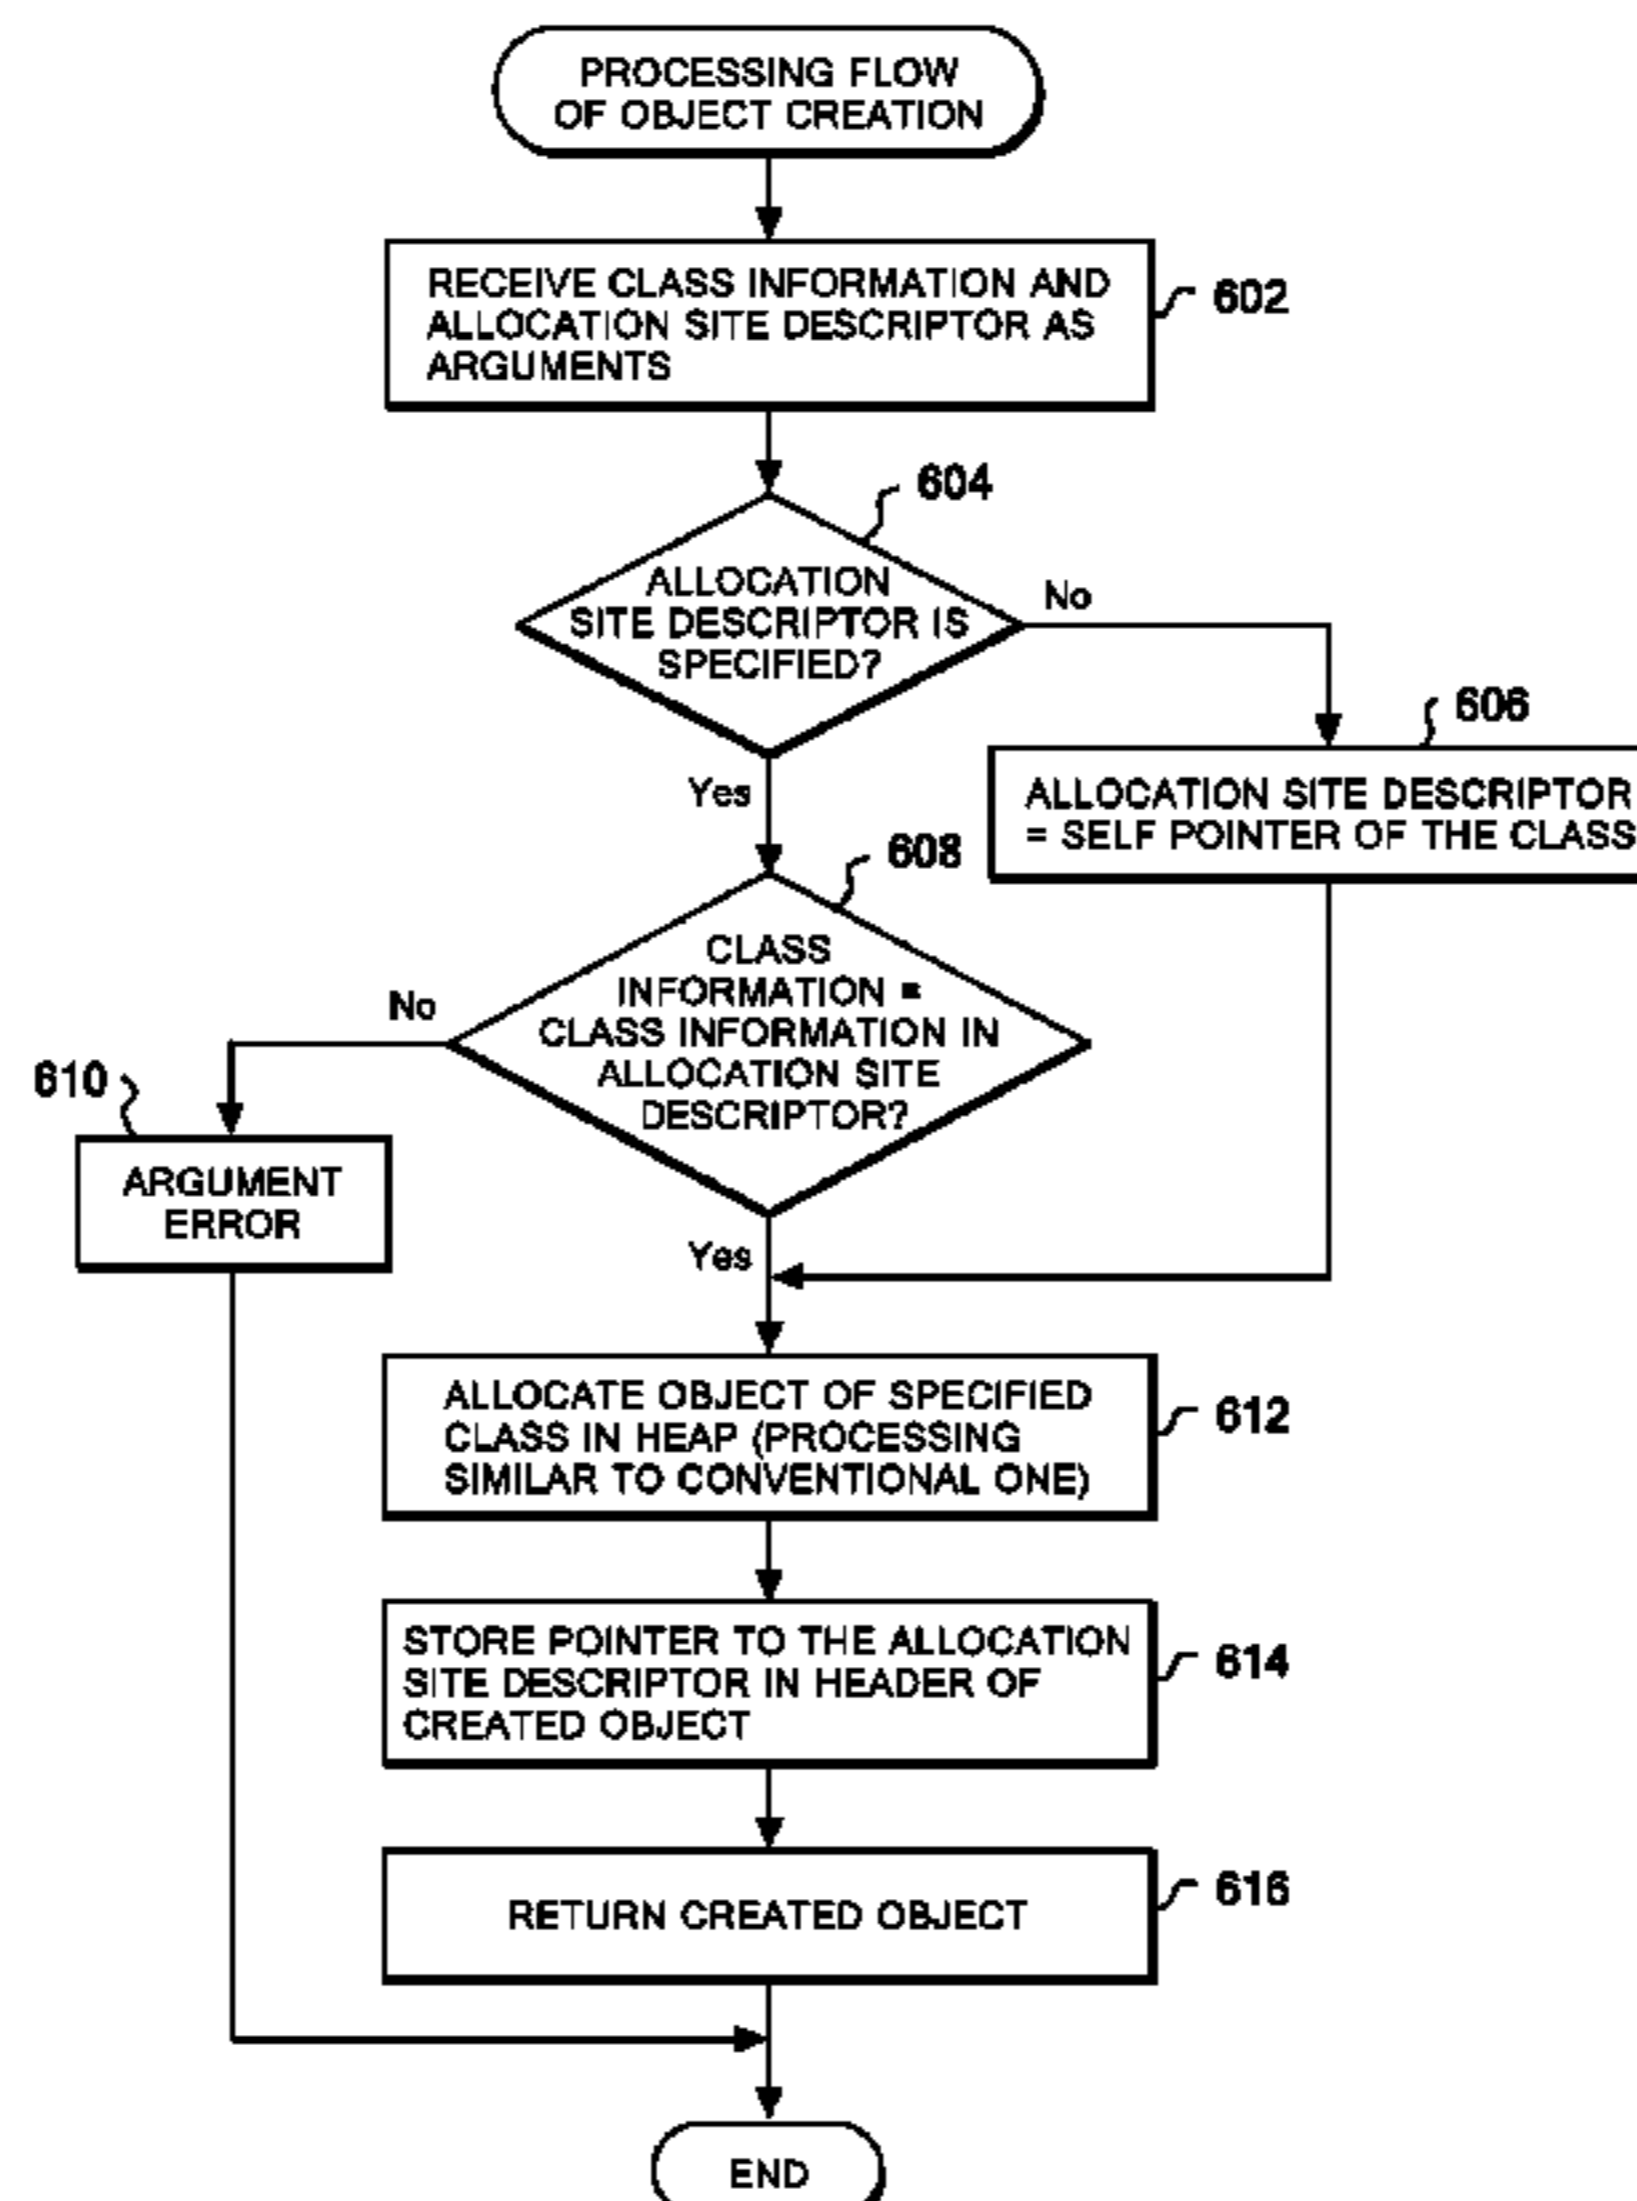 PROCESSING FLOW
OF OBJECT CREATION
RECEIVE CLASS INFORMATION AND
ALLOCATION SITE DESCRIPTOR AS
ARGUMENTS
602
604
ALLOCATION
SITE DESCRIPTOR IS
SPECIFIED?
No
Yes
606
ALLOCATION SITE DESCRIPTOR
= SELF POINTER OF THE CLASS
608
CLASS
INFORMATION =
CLASS INFORMATION IN
ALLOCATION SITE
DESCRIPTOR?
No
610
ARGUMENT
ERROR
Yes
ALLOCATE OBJECT OF SPECIFIED
CLASS IN HEAP (PROCESSING
SIMILAR TO CONVENTIONAL ONE)
612
STORE POINTER TO THE ALLOCATION
SITE DESCRIPTOR IN HEADER OF
CREATED OBJECT
614
RETURN CREATED OBJECT
616
END